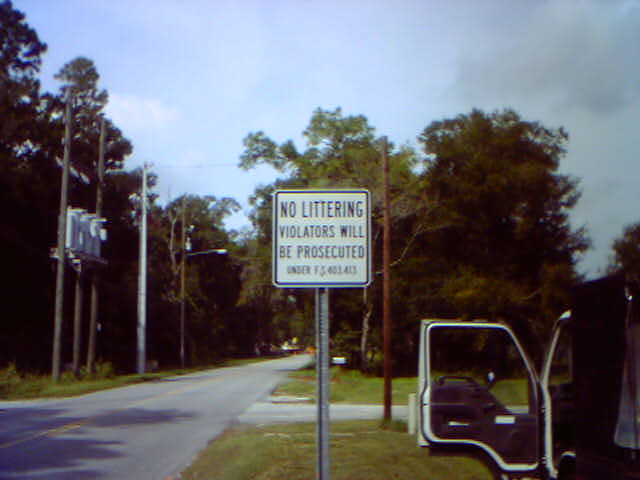 NO LITTERING
VIOLATORS WILL
BE PROSECUTED
UNDER F.S. 403.413